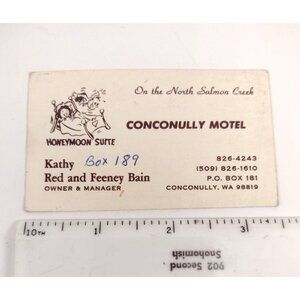 On the North Salmon Creek
CONCONULLY MOTEL
HONEYMOON SUITE
Kathy Box 189
Red and Feeney Bain
OWNER & MANAGER
826-4243
(509) 826-1610
P.O. BOX 181
CONCONULLY, WA 98819
10TH 1 2 3
902 Second
Snohomish